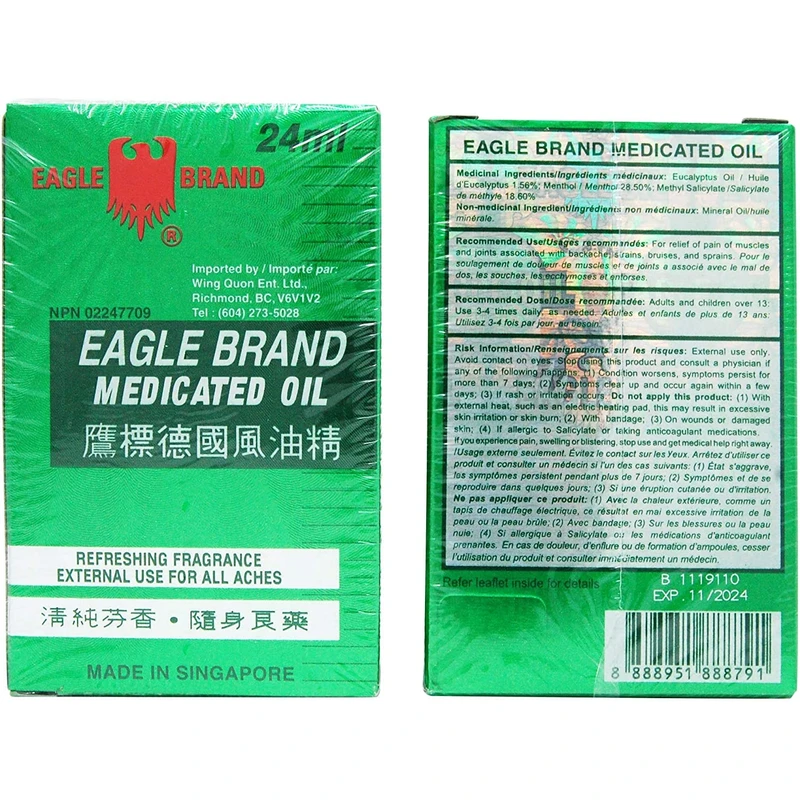 24ml
EAGLE BRAND
®
Imported by / Importé par:
Wing Quon Ent. Ltd.,
Richmond, BC, V6V1V2
Tel : (604) 273-5028
NPN 02247709
EAGLE BRAND
MEDICATED OIL
鷹標德國風油精
REFRESHING FRAGRANCE
EXTERNAL USE FOR ALL ACHES
清純芬香・隨身良藥
MADE IN SINGAPORE
EAGLE BRAND MEDICATED OIL
Medicinal Ingredients/Ingrédients médicinaux: Eucalyptus Oil / Huile
d'Eucalyptus 1.56%; Menthol / Menthol 28.50%; Methyl Salicylate /Salicylate
de méthyle 18.60%
Non-medicinal Ingredient/Ingrédients non médicinaux: Mineral Oil/huile
minérale.
Recommended Use/Usages recommandés: For relief of pain of muscles
and joints associated with backache, strains, bruises, and sprains. Pour le
soulagement de douleur de muscles et de joints a associé avec le mal de
dos, les souches, les ecchymoses et entorses.
Recommended Dose/Dose recommandée: Adults and children over 13:
Use 3-4 times daily, as needed. Adultes et enfants de plus de 13 ans:
Utilisez 3-4 fois par jour, au besoin.
Risk Information/Renseignements sur les risques: External use only.
Avoid contact on eyes. Stop using this product and consult a physician if
any of the following happen: (1) Condition worsens, symptoms persist for
more than 7 days; (2) Symptoms clear up and occur again within a few
days; (3) If rash or irritation occurs. Do not apply this product: (1) With
external heat, such as an electric heating pad, this may result in excessive
skin irritation or skin burn; (2) With bandage; (3) On wounds or damaged
skin; (4) If allergic to Salicylate or taking anticoagulant medications.
If you experience pain, swelling or blistering, stop use and get medical help right away.
/Usage externe seulement. Évitez le contact sur les Yeux. Arrêtez d'utiliser ce
produit et consulter un médecin si l'un des cas suivants: (1) État s'aggrave,
les symptômes persistent pendant plus de 7 jours; (2) Symptômes et de se
reproduire dans quelques jours; (3) Si une éruption cutanée ou d'irritation.
Ne pas appliquer ce produit: (1) Avec la chaleur extérieure, comme un
tapis de chauffage électrique, ce résultat en mai excessive irritation de la
peau ou la peau brûle; (2) Avec bandage; (3) Sur les blessures ou la peau
nuie; (4) Si allergique à Salicylate ou les médications d'anticoagulant
prenantes. En cas de douleur, d'enflure ou de formation d'ampoules, cesser
l'utilisation du produit et consulter immédiatement un médecin.
Refer leaflet inside for details
B 1119110
EXP. 11/2024
8 888951 888791